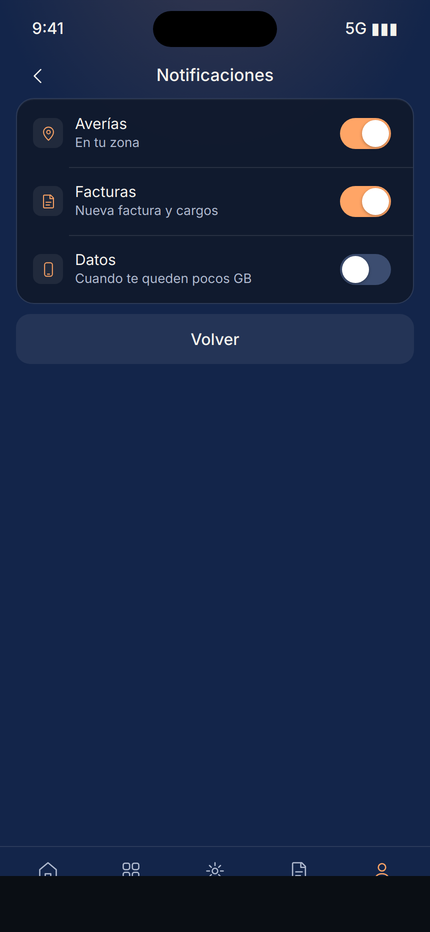 9:41
5G
Notificaciones
Averías
En tu zona
Facturas
Nueva factura y cargos
Datos
Cuando te queden pocos GB
Volver